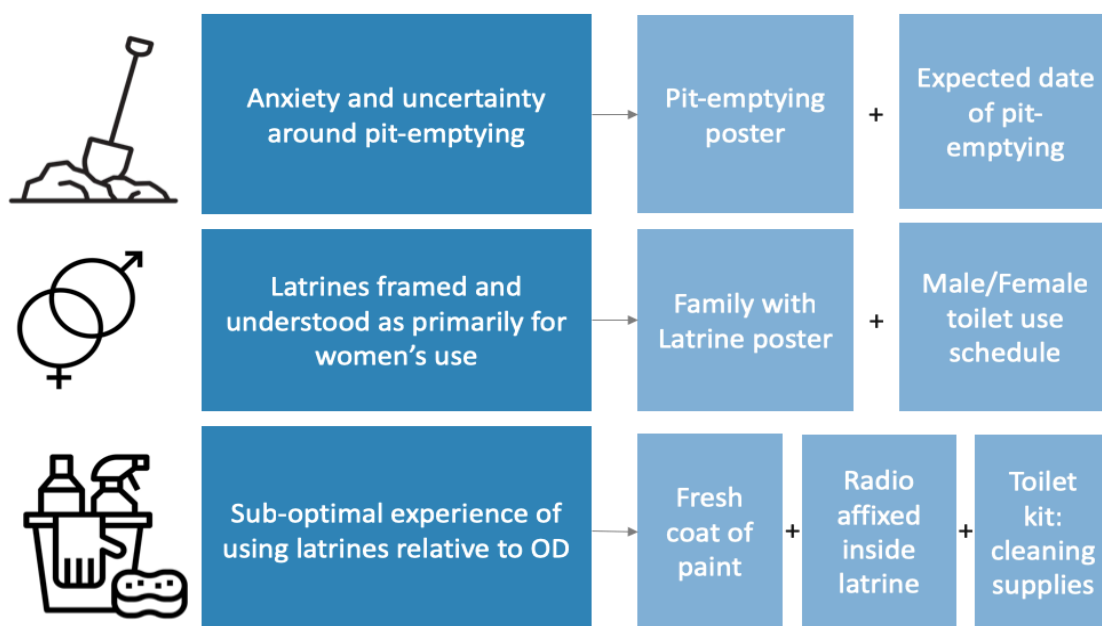 Anxiety and uncertainty
around pit-emptying
Pit-emptying
poster
+
Expected date
of pit-
emptying
Latrines framed and
understood as primarily for
women's use
Family with
Latrine poster
+
Male/Female
toilet use
schedule
Sub-optimal experience of
using latrines relative to OD
Fresh
coat of
paint
+
Radio
affixed
inside
latrine
+
Toilet
kit:
cleaning
supplies